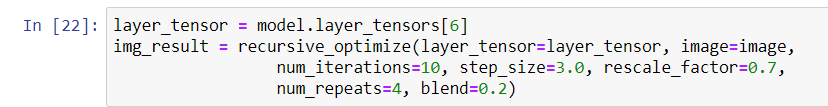 In [22]: layer_tensor = model.layer_tensors[6]
img_result = recursive_optimize(layer_tensor=layer_tensor, image=image,
num_iterations=10, step_size=3.0, rescale_factor=0.7,
num_repeats=4, blend=0.2)